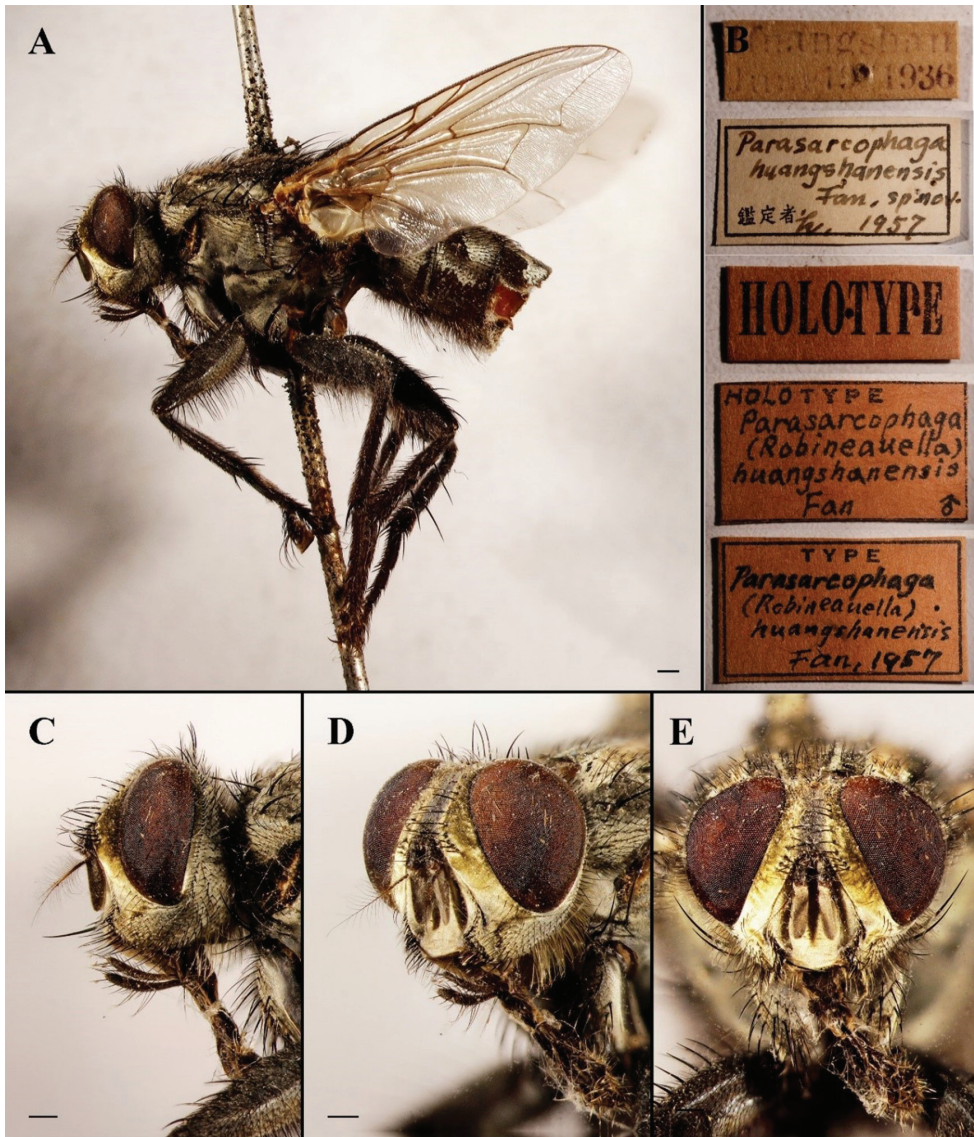 A
B
1936
Parasarcophaga
huangshanensis
Fan, sp. nov.
鑑定者 1957
HOLOTYPE
HOLOTYPE
Parasarcophaga
(Robineauella)
huangshanensis
Fan ♂
TYPE
Parasarcophaga
(Robineauella)
huangshanensis
Fan, 1957
C
D
E